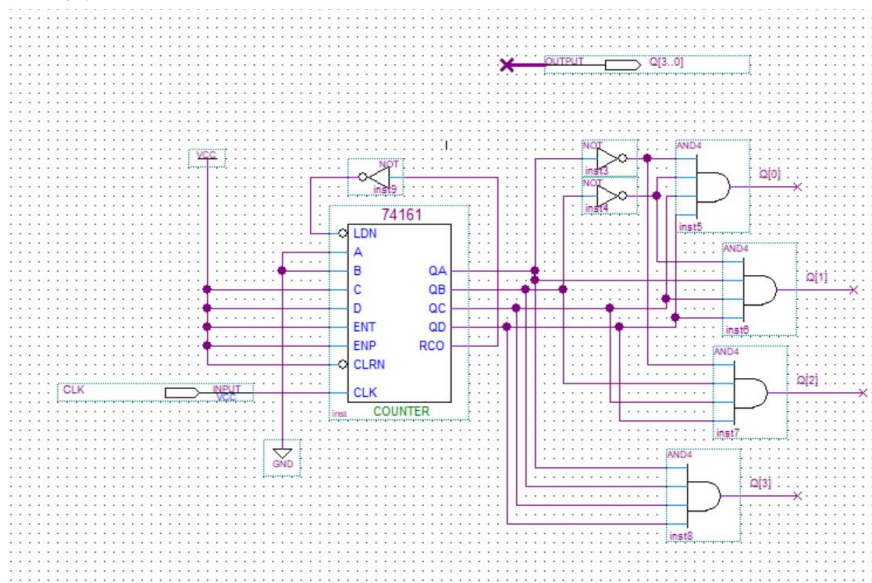 OUTPUT Q[3..0]
VCC
NOT
inst9
NOT
inst3
NOT
inst4
AND4
Q[0]
inst5
74161
LDN
A
B QA
C QB
D QC
ENT QD
ENP RCO
CLRN
CLK
inst COUNTER
CLK INPUT
VCC
GND
AND4
Q[1]
inst6
AND4
Q[2]
inst7
AND4
Q[3]
inst8